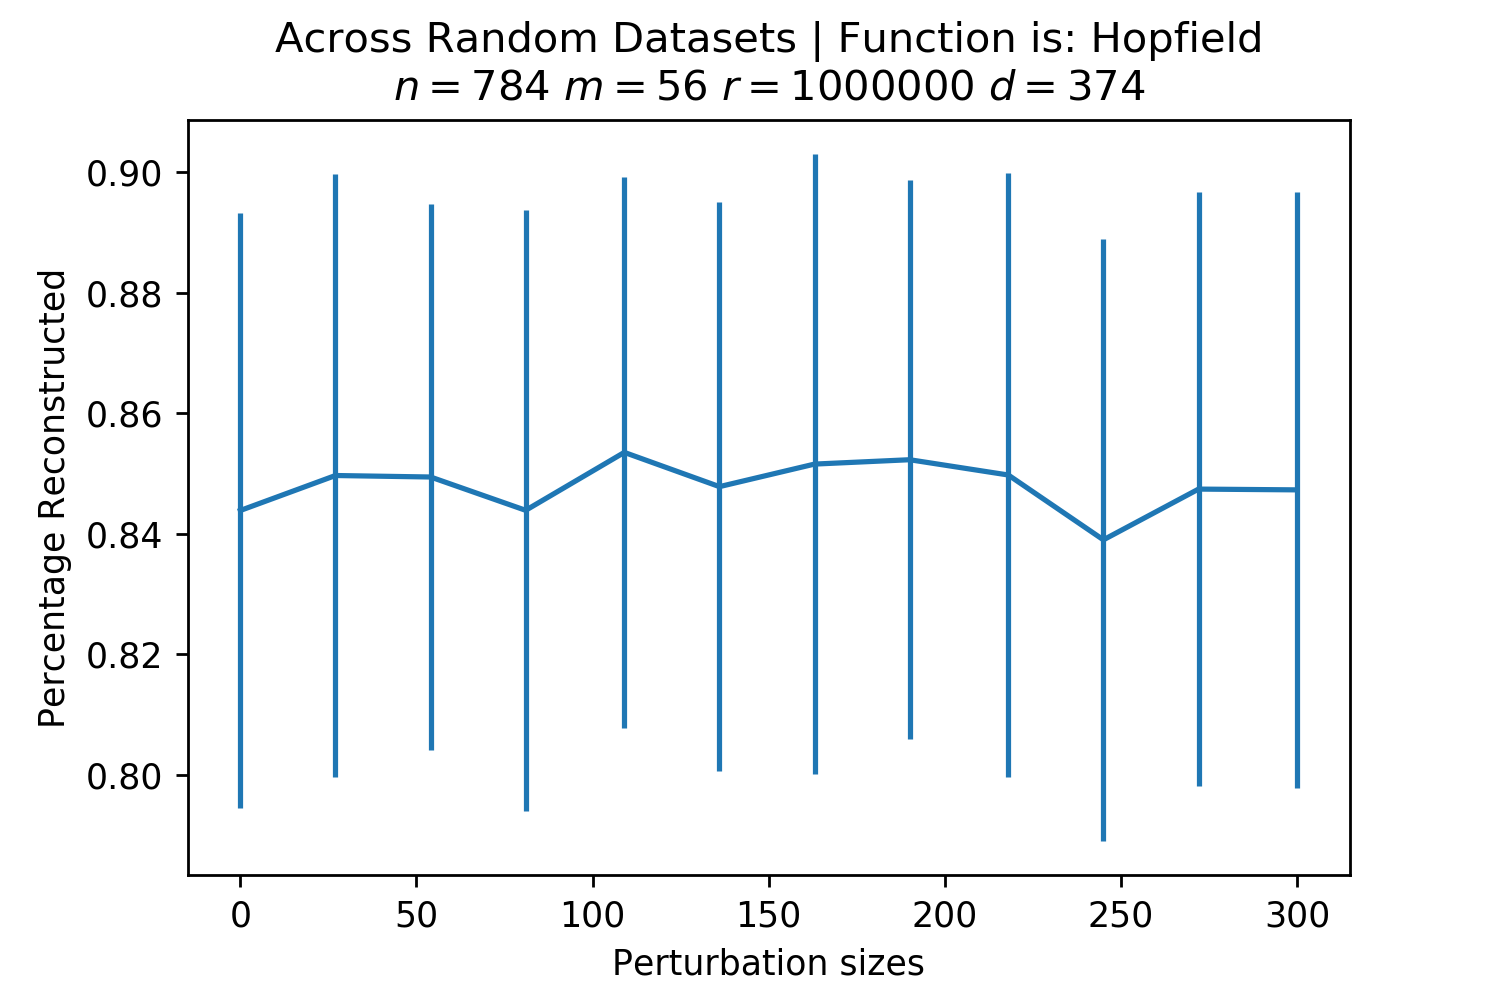 Across Random Datasets | Function is: Hopfield
n = 784 m = 56 r = 1000000 d = 374
0.90
0.88
0.86
0.84
0.82
0.80
Percentage Reconstructed
0 50 100 150 200 250 300
Perturbation sizes